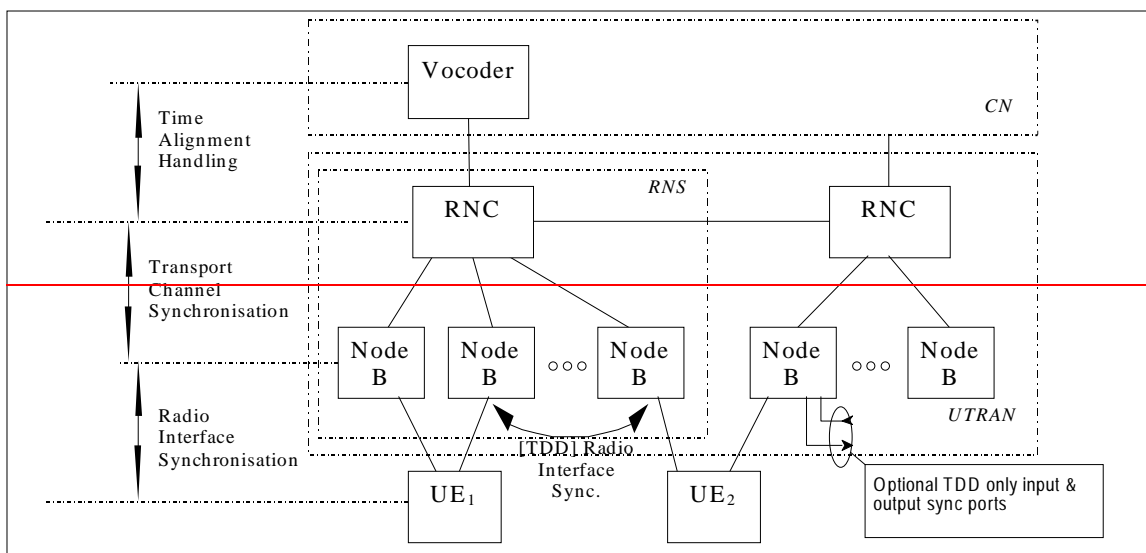 Vocoder
CN
Time
Alignment
Handling
RNS
RNC
RNC
Transport
Channel
Synchronisation
Node
B
Node
B
Node
B
Node
B
Node
B
UTRAN
Radio
Interface
Synchronisation
[TDD] Radio
Interface
Sync.
UE1
UE2
Optional TDD only input &
output sync ports